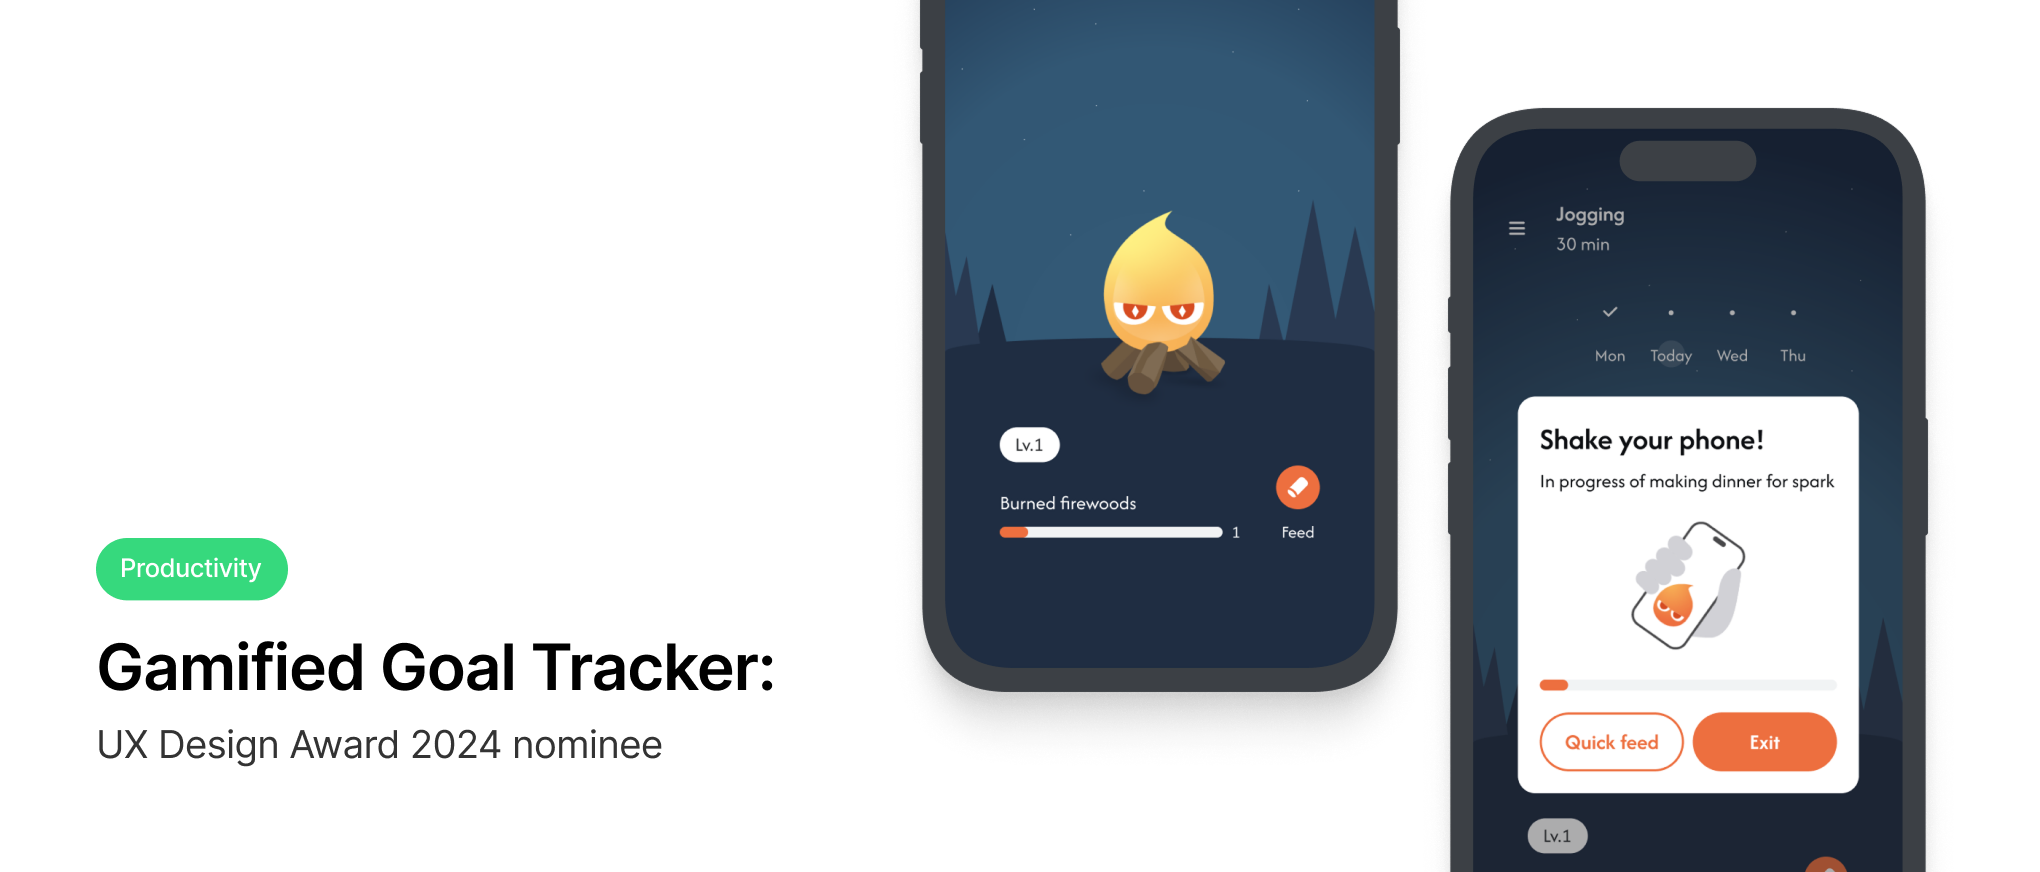 Productivity
Gamified Goal Tracker:
UX Design Award 2024 nominee
Lv.1
Burned firewoods
1
Feed
Jogging
30 min
Mon Today Wed Thu
Shake your phone!
In progress of making dinner for spark
Quick feed Exit
Lv.1